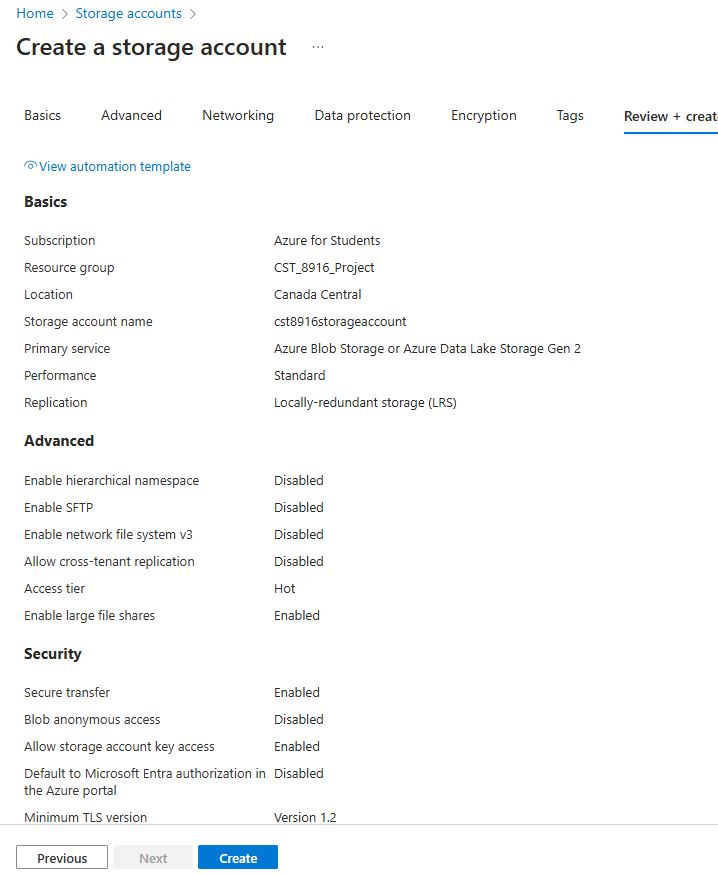 Home > Storage accounts >
Create a storage account ...
Basics Advanced Networking Data protection Encryption Tags Review + creat
View automation template
Basics
Subscription Azure for Students
Resource group CST_8916_Project
Location Canada Central
Storage account name cst8916storageaccount
Primary service Azure Blob Storage or Azure Data Lake Storage Gen 2
Performance Standard
Replication Locally-redundant storage (LRS)
Advanced
Enable hierarchical namespace Disabled
Enable SFTP Disabled
Enable network file system v3 Disabled
Allow cross-tenant replication Disabled
Access tier Hot
Enable large file shares Enabled
Security
Secure transfer Enabled
Blob anonymous access Disabled
Allow storage account key access Enabled
Default to Microsoft Entra authorization in Disabled
the Azure portal
Minimum TLS version Version 1.2
Previous Next Create